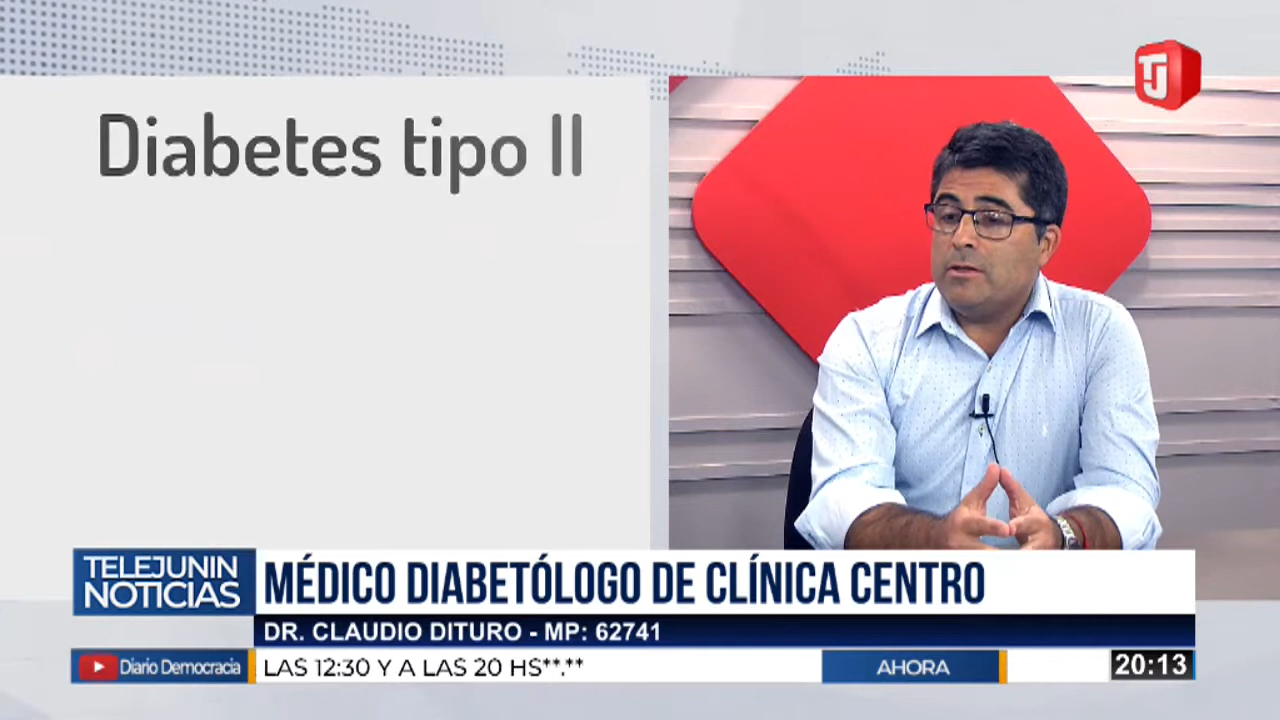 TJ
Diabetes tipo II
TELEJUNIN
NOTICIAS
MÉDICO DIABETÓLOGO DE CLÍNICA CENTRO
DR. CLAUDIO DITURO - MP: 62741
Diario Democracia
LAS 12:30 Y A LAS 20 HS**.**
AHORA
20:13